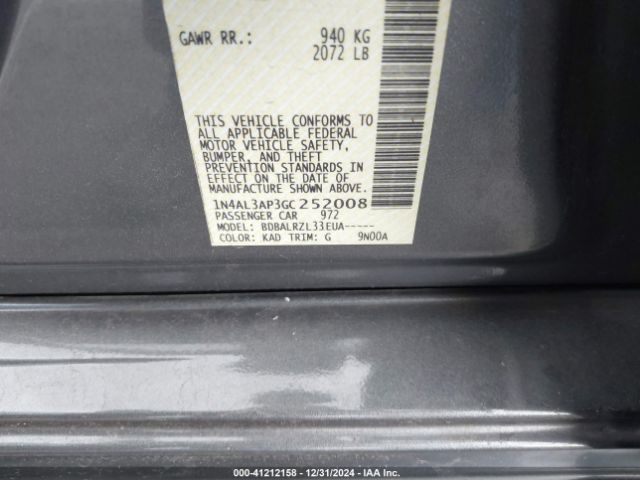 GAWR RR.: 940 KG
2072 LB
THIS VEHICLE CONFORMS TO
ALL APPLICABLE FEDERAL
MOTOR VEHICLE SAFETY,
BUMPER, AND THEFT
PREVENTION STANDARDS IN
EFFECT ON THE DATE OF
MANUFACTURE SHOWN ABOVE.
1N4AL3AP3GC252008
PASSENGER CAR 972
MODEL: BDBALRZL33EUA-----
COLOR: KAD TRIM: G 9N00A
000-41212158 - 12/31/2024 - IAA Inc.